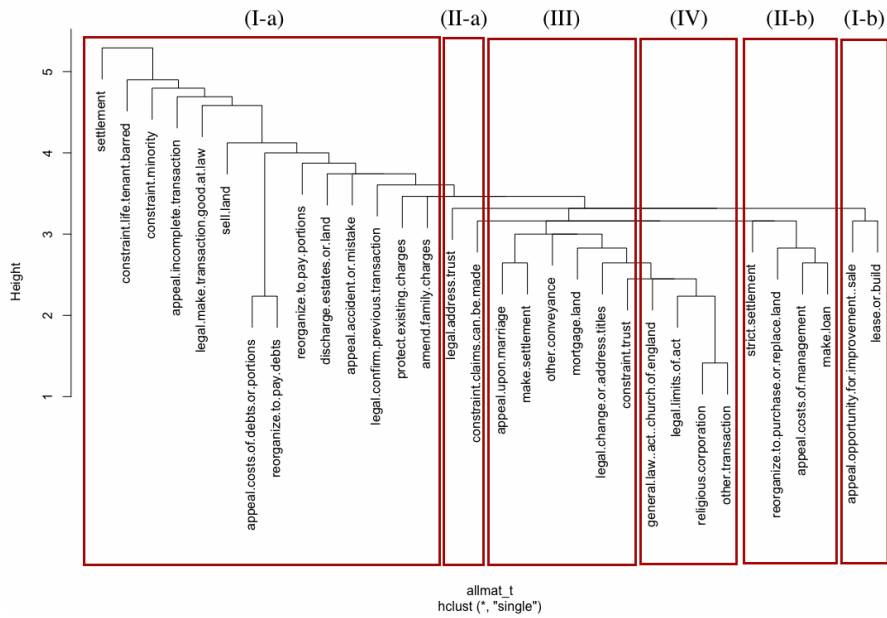 (I-a) (II-a) (III) (IV) (II-b) (I-b)
Height
5
4
3
2
1
settlement
constraint.life.tenant.barred
constraint.minority
appeal.incomplete.transaction
legal.make.transaction.good.at.law
sell.land
appeal.costs.of.debts.or.portions
reorganize.to.pay.debts
reorganize.to.pay.portions
discharge.estates.or.land
appeal.accident.or.mistake
legal.confirm.previous.transaction
protect.existing.charges
amend.family.charges
legal.address.trust
constraint.claims.can.be.made
appeal.upon.marriage
make.settlement
other.conveyance
mortgage.land
legal.change.or.address.titles
constraint.trust
general.law..act..church.of.england
legal.limits.of.act
religious.corporation
other.transaction
strict.settlement
reorganize.to.purchase.or.replace.land
appeal.costs.of.management
make.loan
appeal.opportunity.for.improvement..sale
lease.or.build
allmat_t
hclust (*, "single")